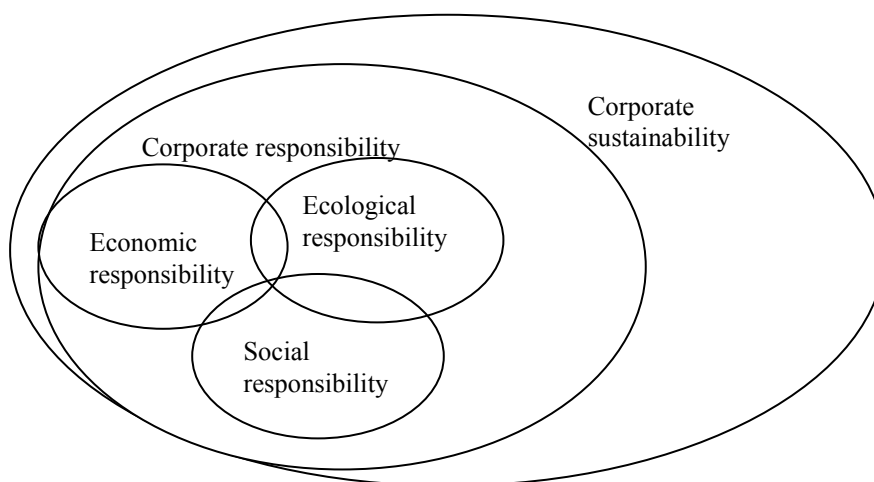 Corporate
sustainability
Corporate responsibility
Ecological
responsibility
Economic
responsibility
Social
responsibility